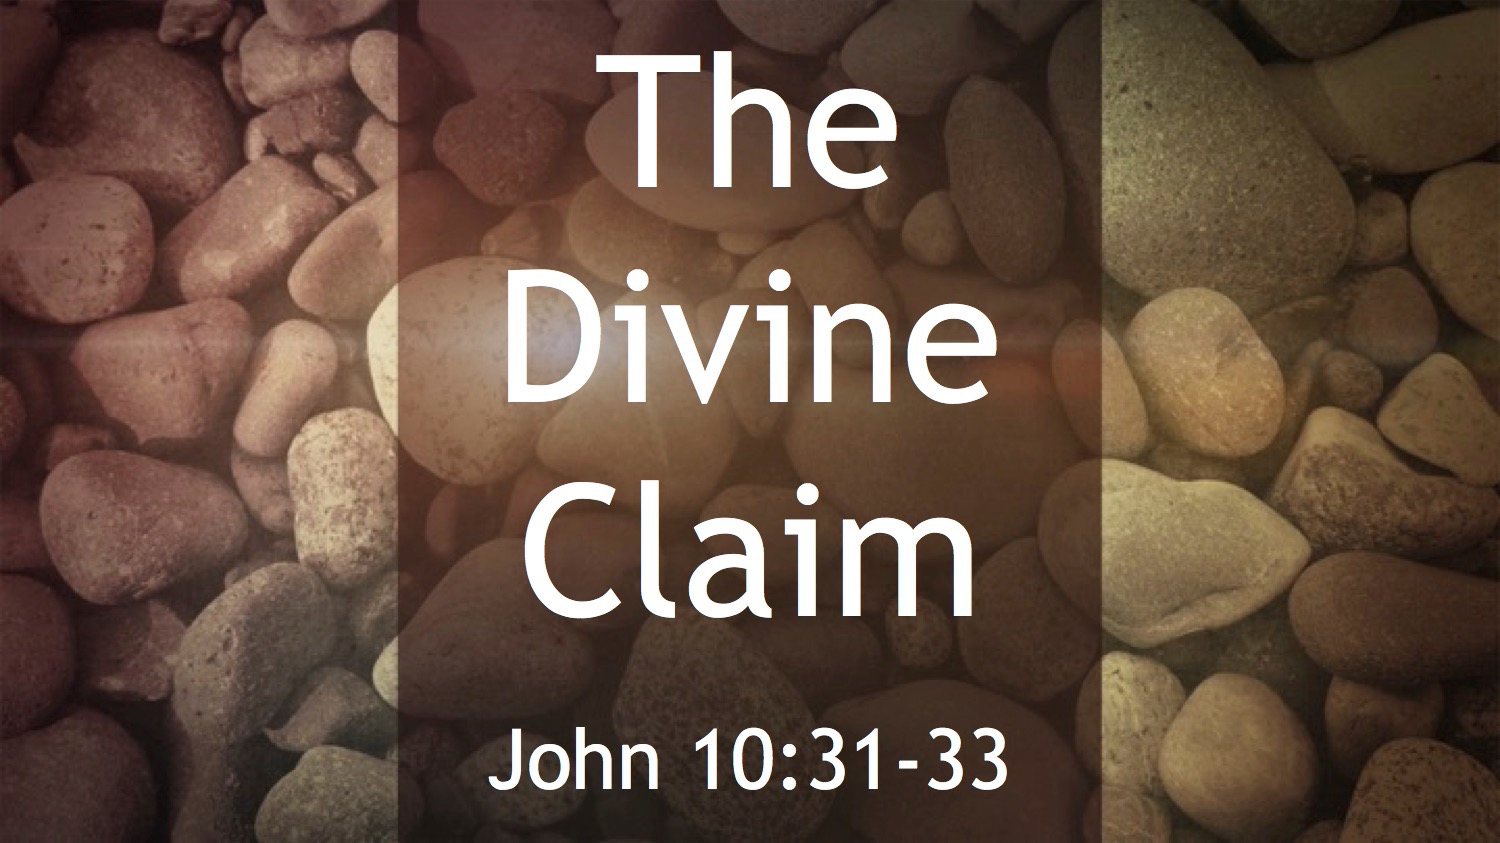 The
Divine
Claim
John 10:31-33